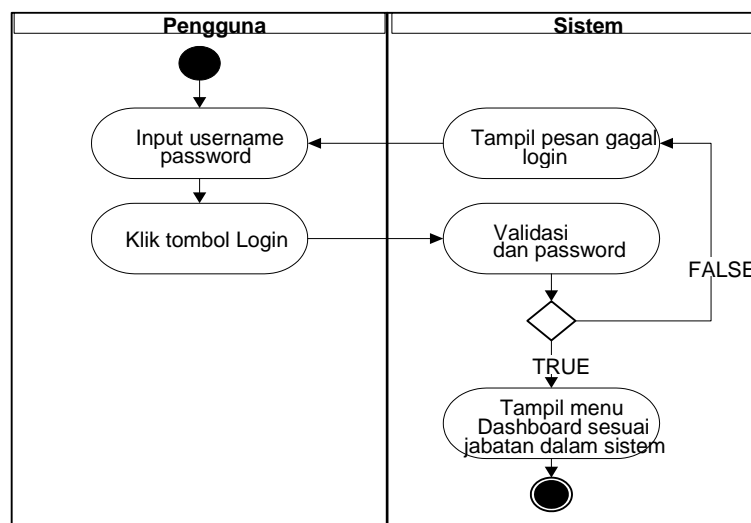 Pengguna
Sistem
Input username
password
Tampil pesan gagal
login
Klik tombol Login
Validasi
dan password
FALSE
TRUE
Tampil menu
Dashboard sesuai
jabatan dalam sistem